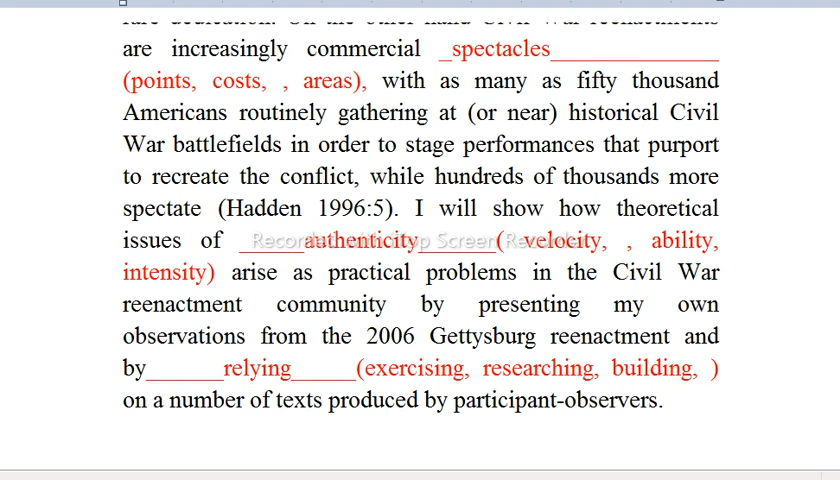 are increasingly commercial _spectacles_____________
(points, costs, , areas), with as many as fifty thousand
Americans routinely gathering at (or near) historical Civil
War battlefields in order to stage performances that purport
to recreate the conflict, while hundreds of thousands more
spectate (Hadden 1996:5). I will show how theoretical
issues of _____authenticity______( velocity, , ability,
intensity) arise as practical problems in the Civil War
reenactment community by presenting my own
observations from the 2006 Gettysburg reenactment and
by______relying_____(exercising, researching, building, )
on a number of texts produced by participant-observers.